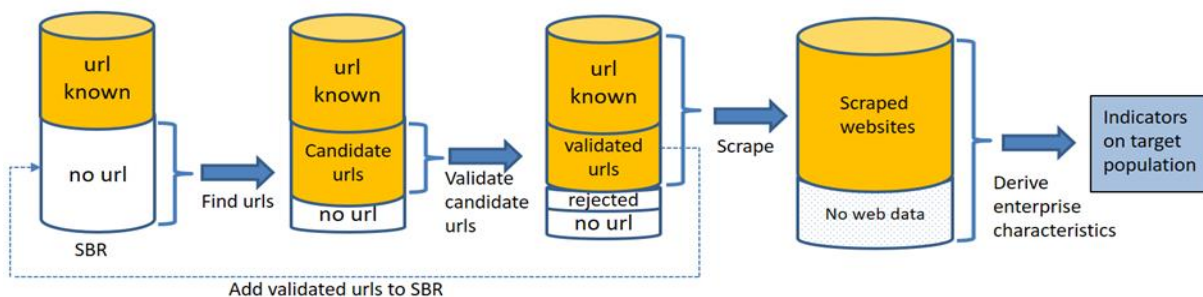 url
known
no url
SBR
Find urls
url
known
Candidate
urls
no url
Validate
candidate
urls
url
known
validated
urls
rejected
no url
Scrape
Scraped
websites
No web data
Derive
enterprise
characteristics
Indicators
on target
population
Add validated urls to SBR